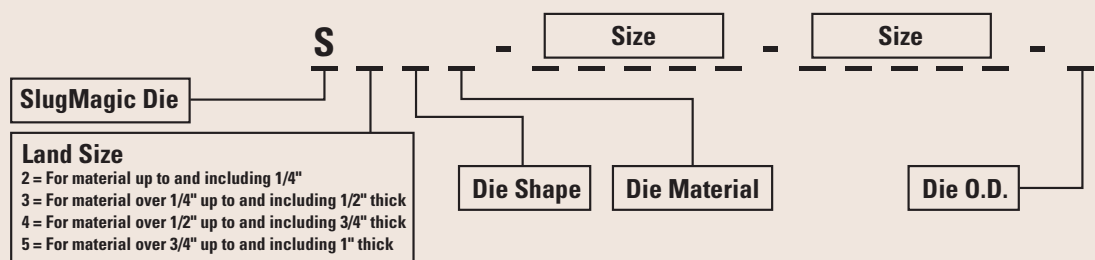 S - Size - Size -
SlugMagic Die
Land Size
2 = For material up to and including 1/4"
3 = For material over 1/4" up to and including 1/2" thick
4 = For material over 1/2" up to and including 3/4" thick
5 = For material over 3/4" up to and including 1" thick
Die Shape
Die Material
Die O.D.